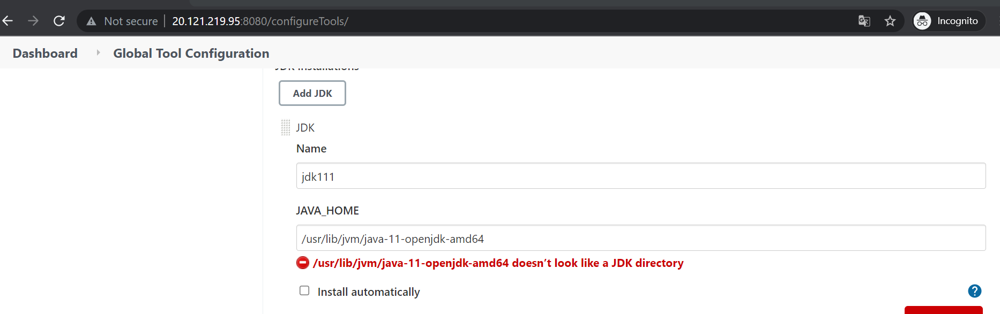 Not secure | 20.121.219.95:8080/configureTools/ Incognito
Dashboard Global Tool Configuration
JDK installations
Add JDK
JDK
Name
jdk111
JAVA_HOME
/usr/lib/jvm/java-11-openjdk-amd64
/usr/lib/jvm/java-11-openjdk-amd64 doesn’t look like a JDK directory
Install automatically ?